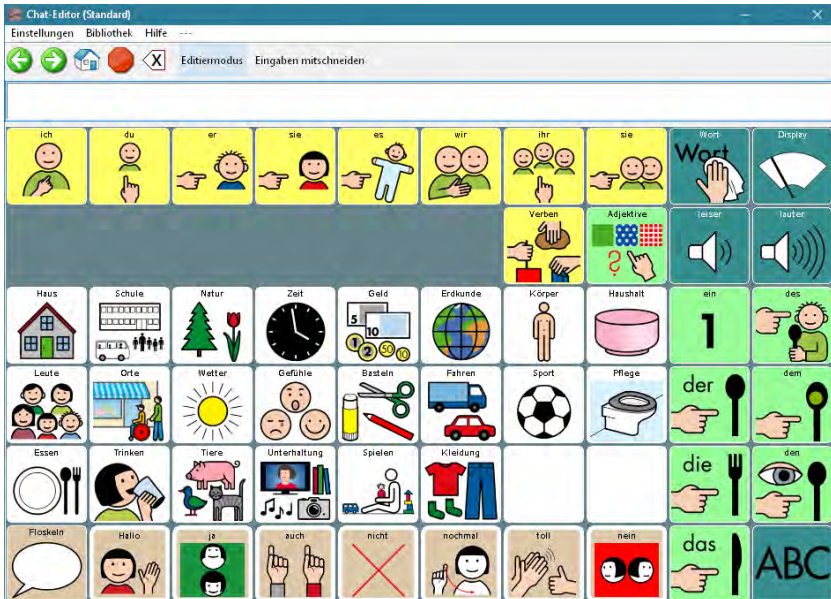 Chat-Editor (Standard)
Einstellungen Bibliothek Hilfe ---
X Editiermodus Eingaben mitschneiden
ich du er sie es wir ihr sie Wort Display
Wort
Verben Adjektive leiser lauter
?
Haus Schule Natur Zeit Geld Erdkunde Körper Haushalt ein des
5 10 1 2 50 10
1
Leute Orte Wetter Gefühle Basteln Fahren Sport Pflege der dem
Essen Trinken Tiere Unterhaltung Spielen Kleidung die den
Floskeln Hallo ja auch nicht nochmal toll nein das ABC